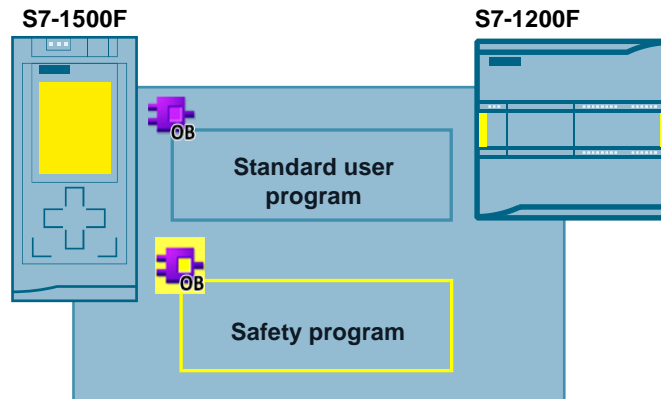 S7-1500F
S7-1200F
OB
Standard user
program
OB
Safety program